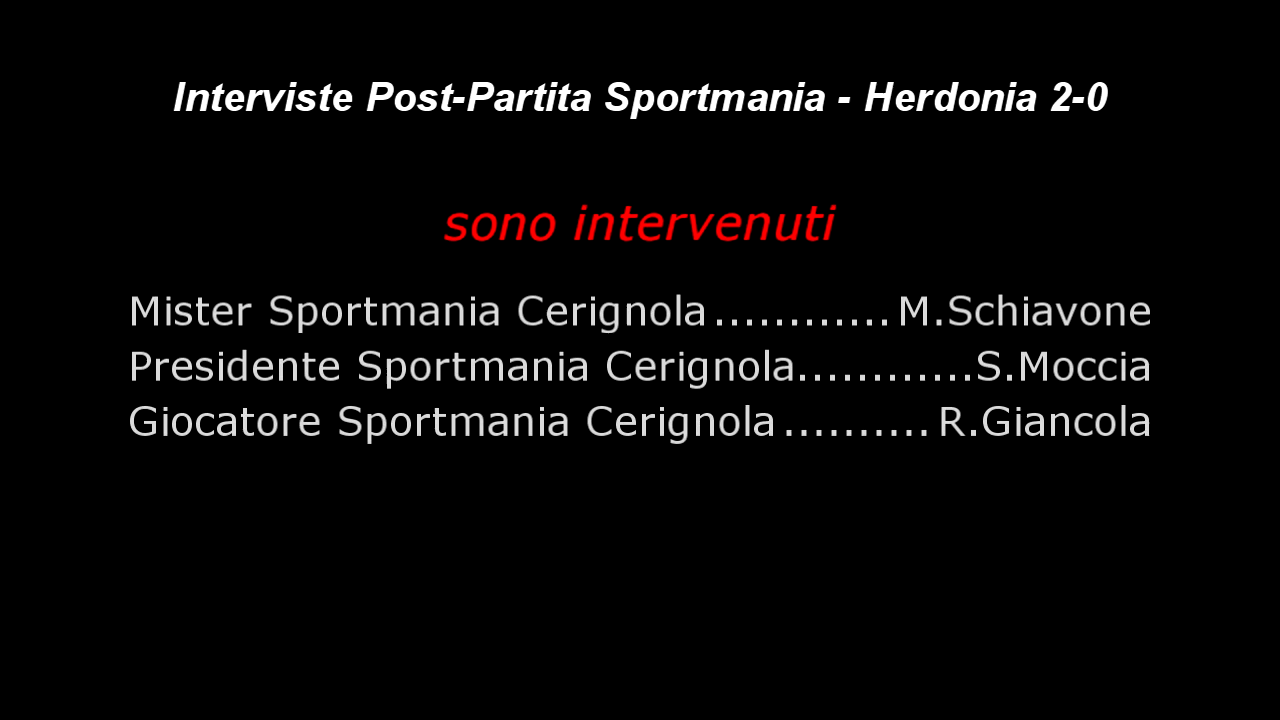 Interviste Post-Partita Sportmania - Herdonia 2-0
sono intervenuti
Mister Sportmania Cerignola............ M.Schiavone
Presidente Sportmania Cerignola............S.Moccia
Giocatore Sportmania Cerignola.......... R.Giancola